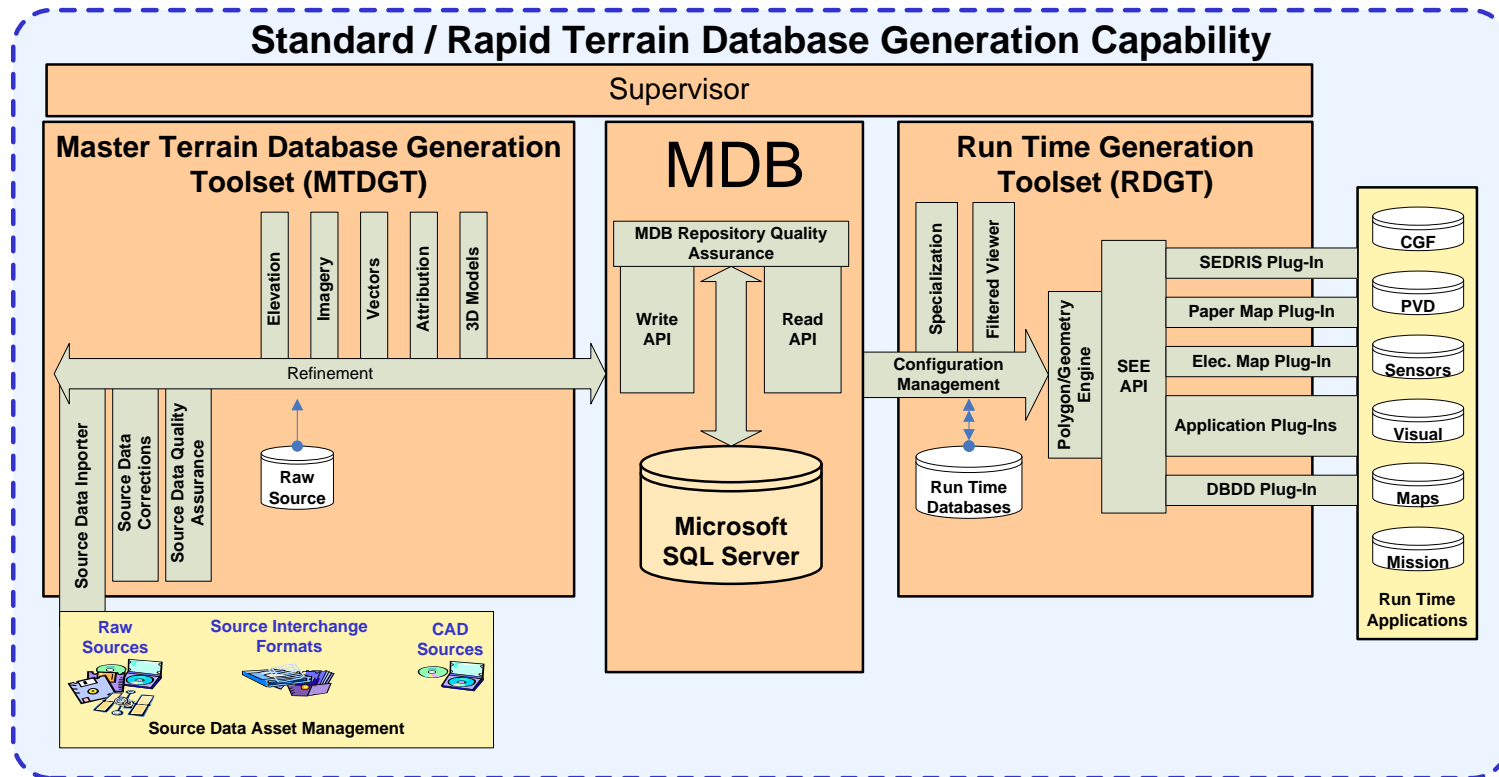 Standard / Rapid Terrain Database Generation Capability
Supervisor
Master Terrain Database Generation
Toolset (MTDGT)
Elevation
Imagery
Vectors
Attribution
3D Models
Refinement
Source Data Inporter
Source Data
Corrections
Source Data Quality
Assurance
Raw
Source
Raw
Sources
Source Interchange
Formats
CAD
Sources
Source Data Asset Management
MDB
MDB Repository Quality
Assurance
Write
API
Read
API
Microsoft
SQL Server
Run Time Generation
Toolset (RDGT)
Specialization
Filtered Viewer
Configuration
Management
Run Time
Databases
Polygon/Geometry
Engine
SEE
API
SEDRIS Plug-In
Paper Map Plug-In
Elec. Map Plug-In
Application Plug-Ins
DBDD Plug-In
CGF
PVD
Sensors
Visual
Maps
Mission
Run Time
Applications